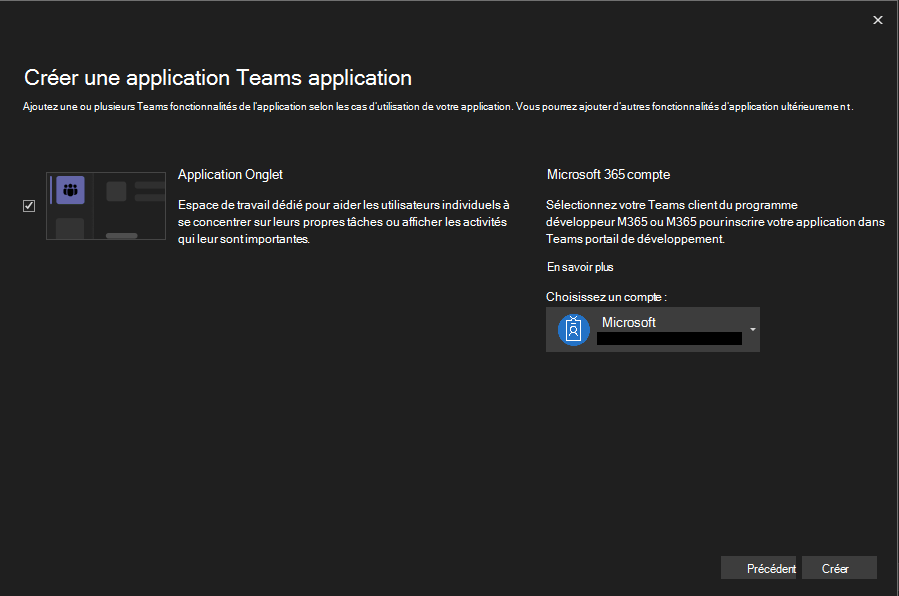 Créer une application Teams application
Ajoutez une ou plusieurs Teams fonctionnalités de l'application selon les cas d'utilisation de votre application. Vous pourrez ajouter d'autres fonctionnalités d'application ultérieurement.
Application Onglet
Espace de travail dédié pour aider les utilisateurs individuels à
se concentrer sur leurs propres tâches ou afficher les activités
qui leur sont importantes.
Microsoft 365 compte
Sélectionnez votre Teams client du programme
développeur M365 ou M365 pour inscrire votre application dans
Teams portail de développement.
En savoir plus
Choisissez un compte :
Microsoft
Précédent
Créer